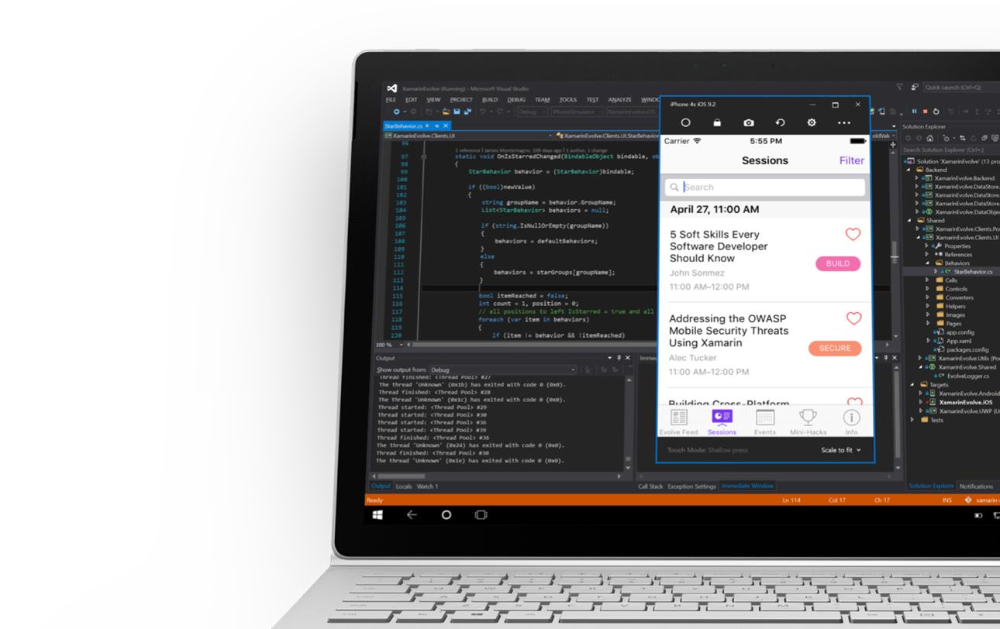 XamarinEvolve (Running) - Microsoft Visual Studio
Quick Launch (Ctrl+Q)
FILE EDIT VIEW PROJECT BUILD DEBUG TEAM TOOLS TEST ANALYZE
Debug iPhoneSimulator XamarinEvolve.iOS
StarBehavior.cs
XamarinEvolve.Clients.UI XamarinEvolve.Clients.UI.StarBehavior
96
1 reference | James Montemagno, 109 days ago | 1 author, 1 change
97 static void OnIsStarredChanged(BindableObject bindable, ob
98 {
99 StarBehavior behavior = (StarBehavior)bindable;
100
101 if ((bool)newValue)
102 {
103 string groupName = behavior.GroupName;
104 List<StarBehavior> behaviors = null;
105
106 if (string.IsNullOrEmpty(groupName))
107 {
108 behaviors = defaultBehaviors;
109 }
110 else
111 {
112 behaviors = starGroups[groupName];
113 }
114
115 bool itemReached = false;
116 int count = 1, position = 0;
117 // all positions to left IsStarred = true and all
118 foreach (var item in behaviors)
119 {
120 if (item != behavior && !itemReached)
100 %
Output
Show output from: Debug
Thread finished: <Thread Pool> #27
The thread 'Unknown' (0x1b) has exited with code 0 (0x0).
Thread finished: <Thread Pool> #28
The thread 'Unknown' (0x1c) has exited with code 0 (0x0).
Thread started: <Thread Pool> #29
Thread started: <Thread Pool> #30
Thread started: <Thread Pool> #36
Thread started: <Thread Pool> #39
Thread finished: <Thread Pool> #36
The thread 'Unknown' (0x24) has exited with code 0 (0x0).
Thread finished: <Thread Pool> #30
The thread 'Unknown' (0x1e) has exited with code 0 (0x0).
Output Locals Watch 1
Call Stack Exception Settings Immediate Window
Ready
Ln 114 Col 17 Ch 17 INS xamarin-
iPhone 4s iOS 9.2
Carrier 5:55 PM
Sessions Filter
Search
April 27, 11:00 AM
5 Soft Skills Every
Software Developer
Should Know
BUILD
John Sonmez
11:00 AM–12:00 PM
Addressing the OWASP
Mobile Security Threats
Using Xamarin
SECURE
Alec Tucker
11:00 AM–12:00 PM
Building Cross-Platform
Evolve Feed Sessions Events Mini-Hacks Info
Touch Mode: Shallow press Scale to fit
Solution Explorer
Search Solution Explorer (Ctrl+;)
Solution 'XamarinEvolve' (13 pro
Backend
XamarinEvolve.Backend
XamarinEvolve.DataStore.
XamarinEvolve.DataStore.
XamarinEvolve.DataStore.
XamarinEvolve.DataObje
Shared
XamarinEvolve.Clients.Po
XamarinEvolve.Clients.UI
Properties
References
Behaviors
StarBehavior.cs
Cells
Controls
Converters
Helpers
Images
Pages
app.config
App.xaml
packages.config
XamarinEvolve.Utils (Po
XamarinEvolve.Shared
EvolveLogger.cs
Targets
XamarinEvolve.Android
XamarinEvolve.iOS
XamarinEvolve.UWP (U
Tests
Solution Explorer Notifications